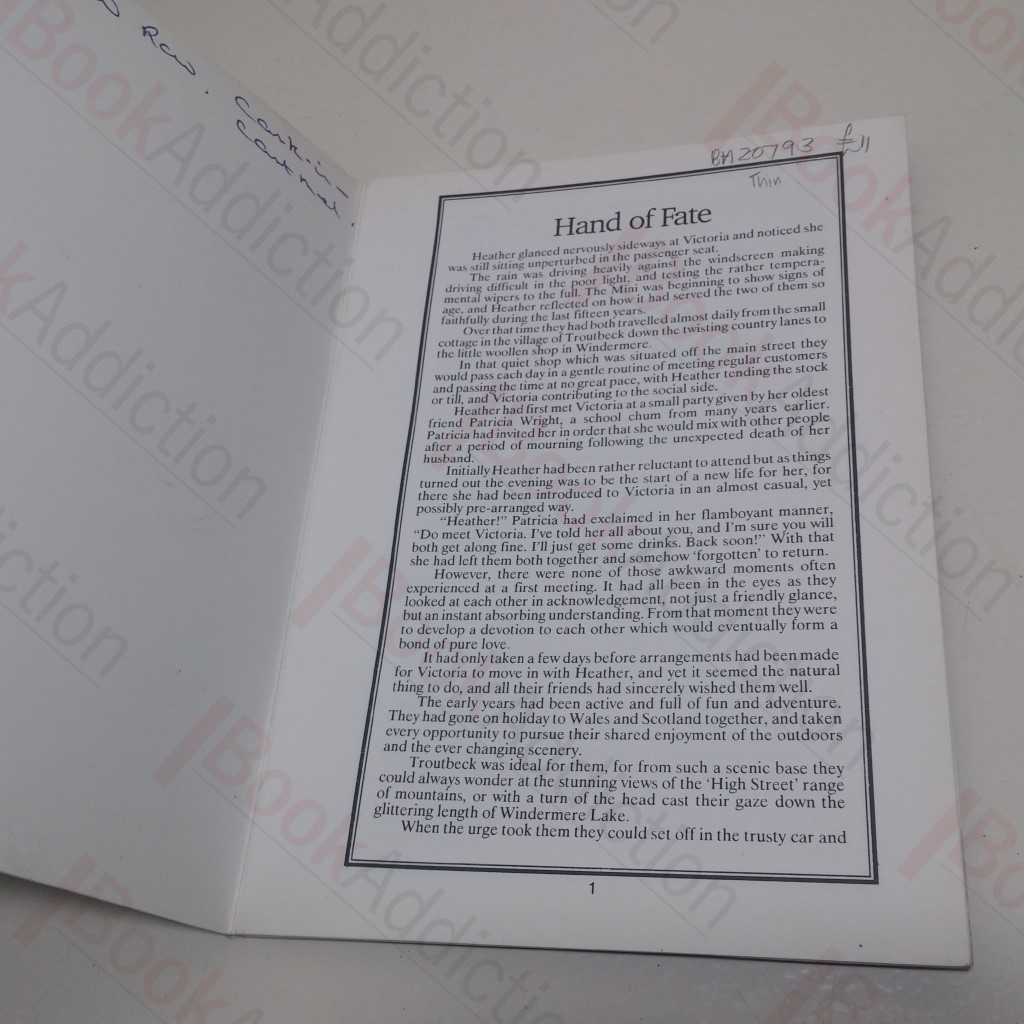 Cark-in-
Cartmel.
BA20793 £11
Thin
Hand of Fate
Heather glanced nervously sideways at Victoria and noticed she
was still sitting unperturbed in the passenger seat.
The rain was driving heavily against the windscreen making
driving difficult in the poor light, and testing the rather tempera-
mental wipers to the full. The Mini was beginning to show signs of
age, and Heather reflected on how it had served the two of them so
faithfully during the last fifteen years.
Over that time they had both travelled almost daily from the small
cottage in the village of Troutbeck down the twisting country lanes to
the little woollen shop in Windermere.
In that quiet shop which was situated off the main street they
would pass each day in a gentle routine of meeting regular customers
and passing the time at no great pace, with Heather tending the stock
or till, and Victoria contributing to the social side.
Heather had first met Victoria at a small party given by her oldest
friend Patricia Wright, a school chum from many years earlier.
Patricia had invited her in order that she would mix with other people
after a period of mourning following the unexpected death of her
husband.
Initially Heather had been rather reluctant to attend but as things
turned out the evening was to be the start of a new life for her, for
there she had been introduced to Victoria in an almost casual, yet
possibly pre-arranged way.
“Heather!” Patricia had exclaimed in her flamboyant manner,
“Do meet Victoria. I've told her all about you, and I'm sure you will
both get along fine. I'll just get some drinks. Back soon!” With that
she had left them both together and somehow ‘forgotten’ to return.
However, there were none of those awkward moments often
experienced at a first meeting. It had all been in the eyes as they
looked at each other in acknowledgement, not just a friendly glance,
but an instant absorbing understanding. From that moment they were
to develop a devotion to each other which would eventually form a
bond of pure love.
It had only taken a few days before arrangements had been made
for Victoria to move in with Heather, and yet it seemed the natural
thing to do, and all their friends had sincerely wished them well.
The early years had been active and full of fun and adventure.
They had gone on holiday to Wales and Scotland together, and taken
every opportunity to pursue their shared enjoyment of the outdoors
and the ever changing scenery.
Troutbeck was ideal for them, for from such a scenic base they
could always wonder at the stunning views of the ‘High Street’ range
of mountains, or with a turn of the head cast their gaze down the
glittering length of Windermere Lake.
When the urge took them they could set off in the trusty car and
1
BookAddiction